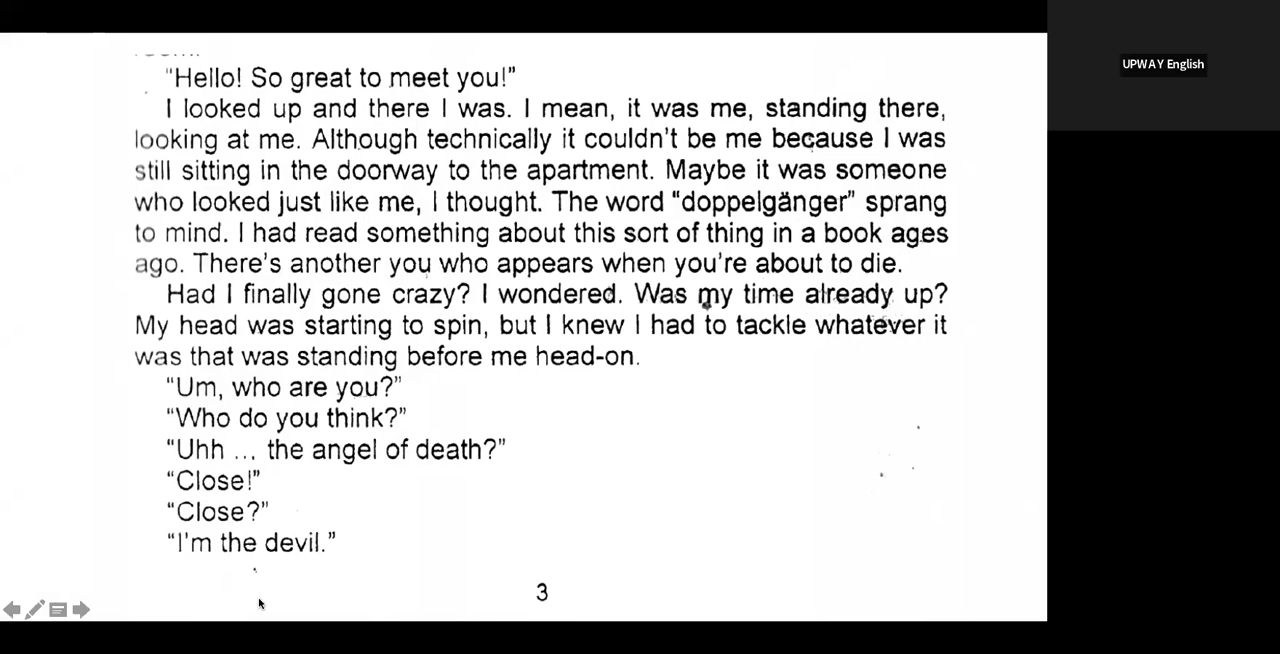 "Hello! So great to meet you!"
I looked up and there I was. I mean, it was me, standing there,
looking at me. Although technically it couldn't be me because I was
still sitting in the doorway to the apartment. Maybe it was someone
who looked just like me, I thought. The word "doppelgänger" sprang
to mind. I had read something about this sort of thing in a book ages
ago. There's another you who appears when you're about to die.
Had I finally gone crazy? I wondered. Was my time already up?
My head was starting to spin, but I knew I had to tackle whatever it
was that was standing before me head-on.
"Um, who are you?"
"Who do you think?"
"Uhh ... the angel of death?"
"Close!"
"Close?"
"I'm the devil."
3
UPWAY English